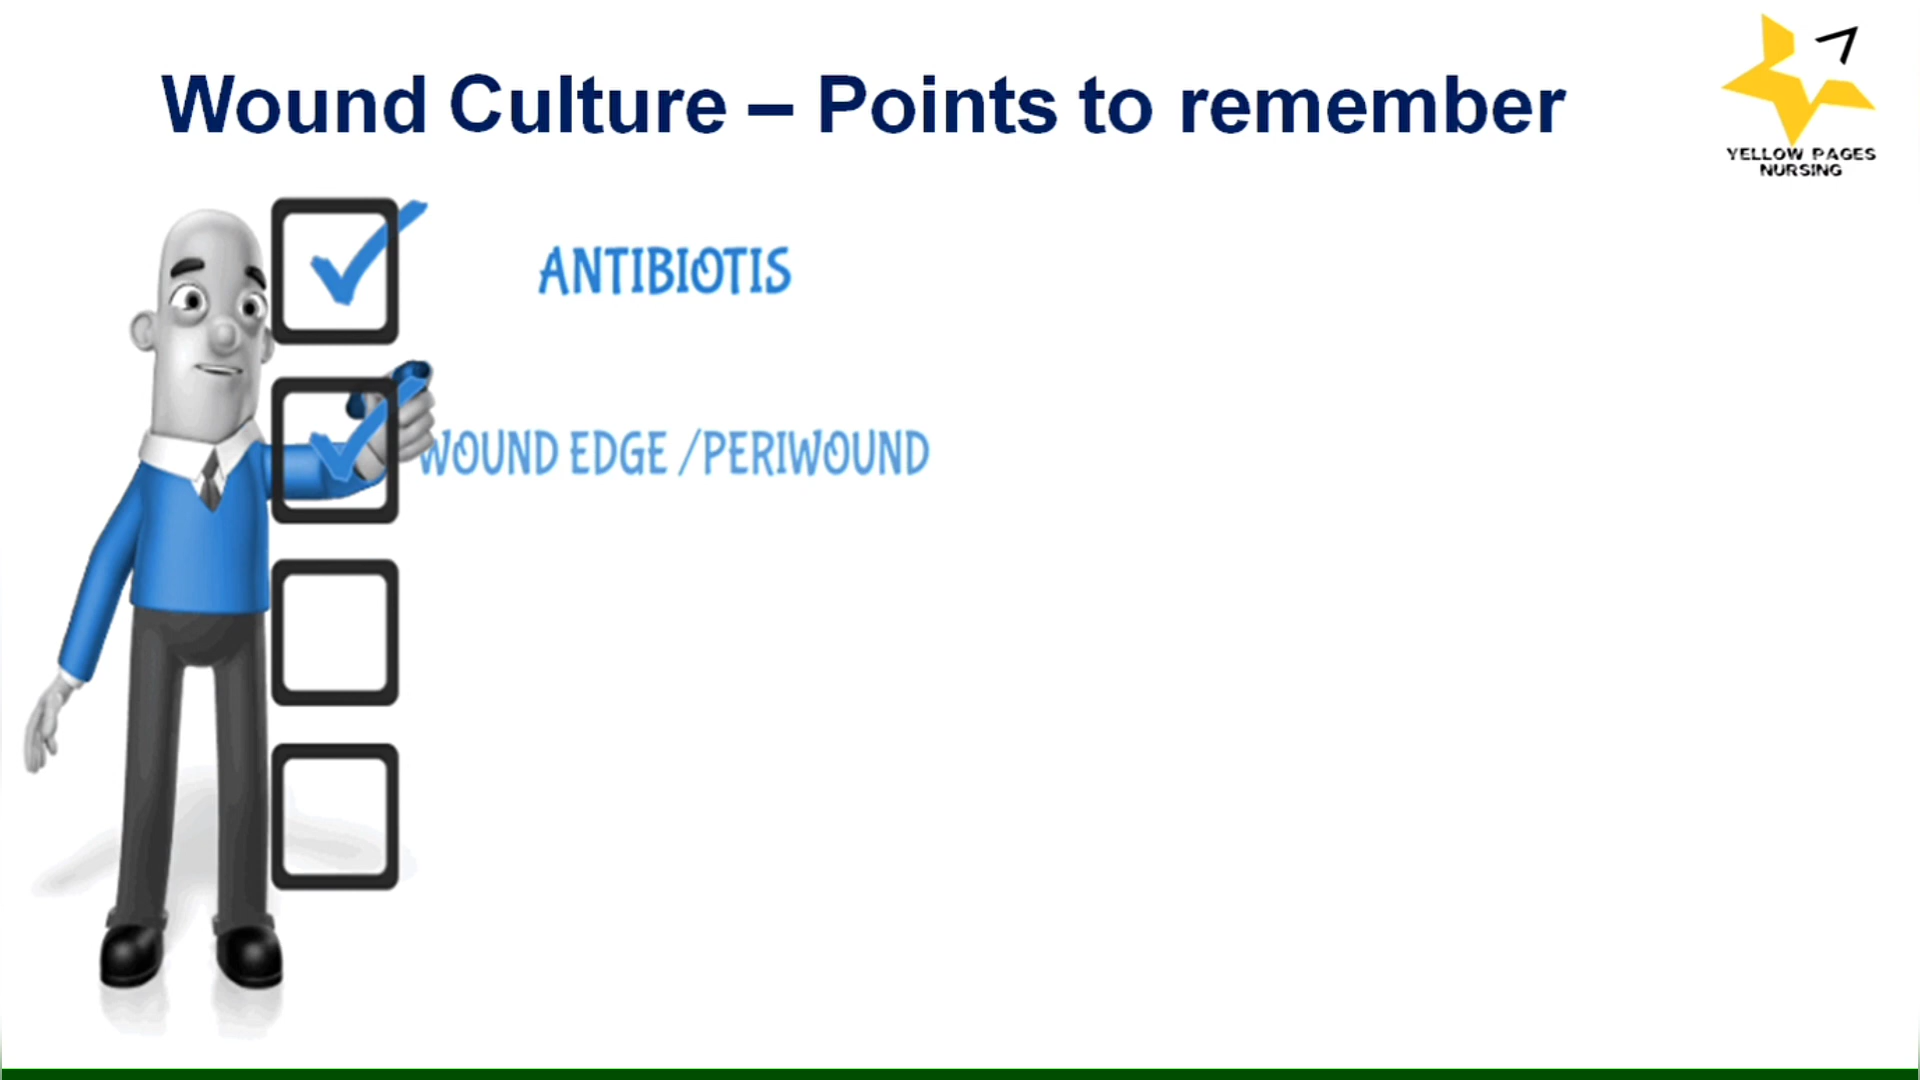 Wound Culture – Points to remember
YELLOW PAGES
NURSING
ANTIBIOTIS
WOUND EDGE /PERIWOUND